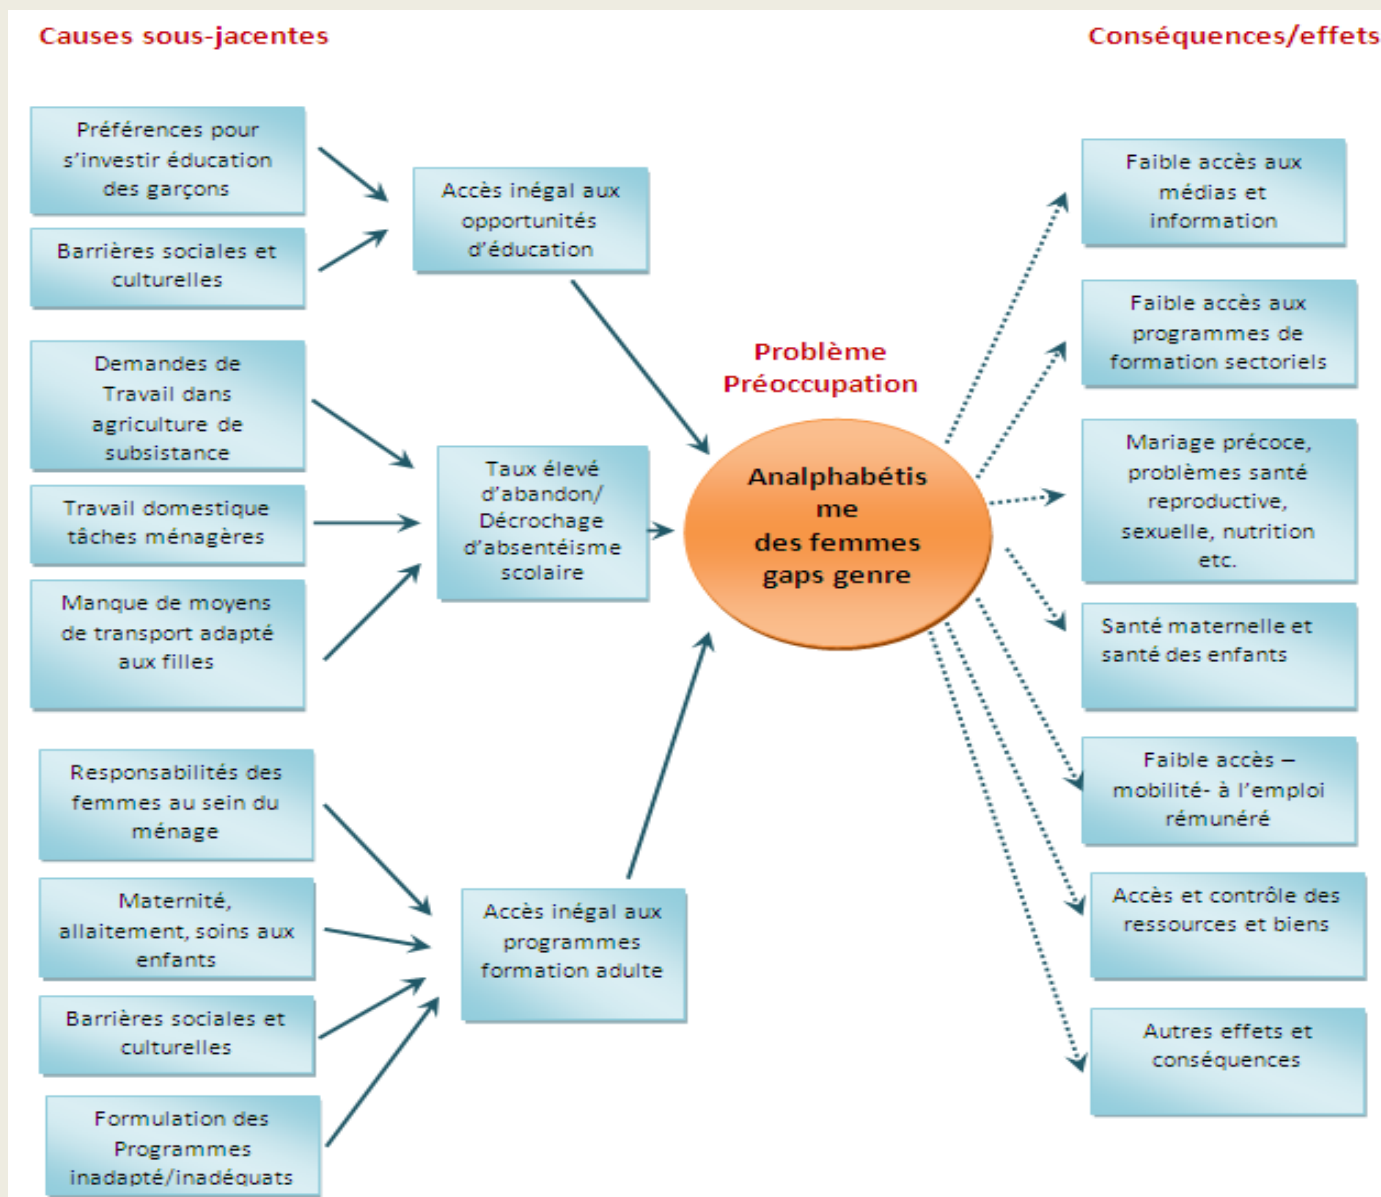 Causes sous-jacentes
Conséquences/effets
Préférences pour
s’investir éducation
des garçons
Barrières sociales et
culturelles
Demandes de
Travail dans
agriculture de
subsistance
Travail domestique
tâches ménagères
Manque de moyens
de transport adapté
aux filles
Responsabilités des
femmes au sein du
ménage
Maternité,
allaitement, soins aux
enfants
Barrières sociales et
culturelles
Formulation des
Programmes
inadapté/inadéquats
Accès inégal aux
opportunités
d’éducation
Taux élevé
d’abandon/
Décrochage
d’absentéisme
scolaire
Accès inégal aux
programmes
formation adulte
Problème
Préoccupation
Analphabétis
me
des femmes
gaps genre
Faible accès aux
médias et
information
Faible accès aux
programmes de
formation sectoriels
Mariage précoce,
problèmes santé
reproductive,
sexuelle, nutrition
etc.
Santé maternelle et
santé des enfants
Faible accès –
mobilité- à l’emploi
rémunéré
Accès et contrôle des
ressources et biens
Autres effets et
conséquences